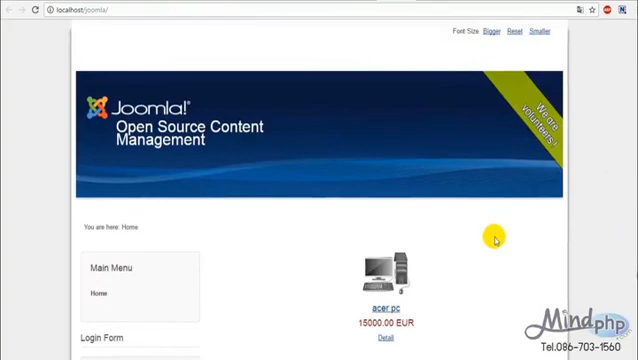 localhost/joomla/
Font Size Bigger Reset Smaller
Joomla!®
Open Source Content
Management
We are
volunteers!
You are here: Home
Main Menu
Home
acer pc
15000.00 EUR
Detail
Login Form
Mindphp
Tel.086-703-1560